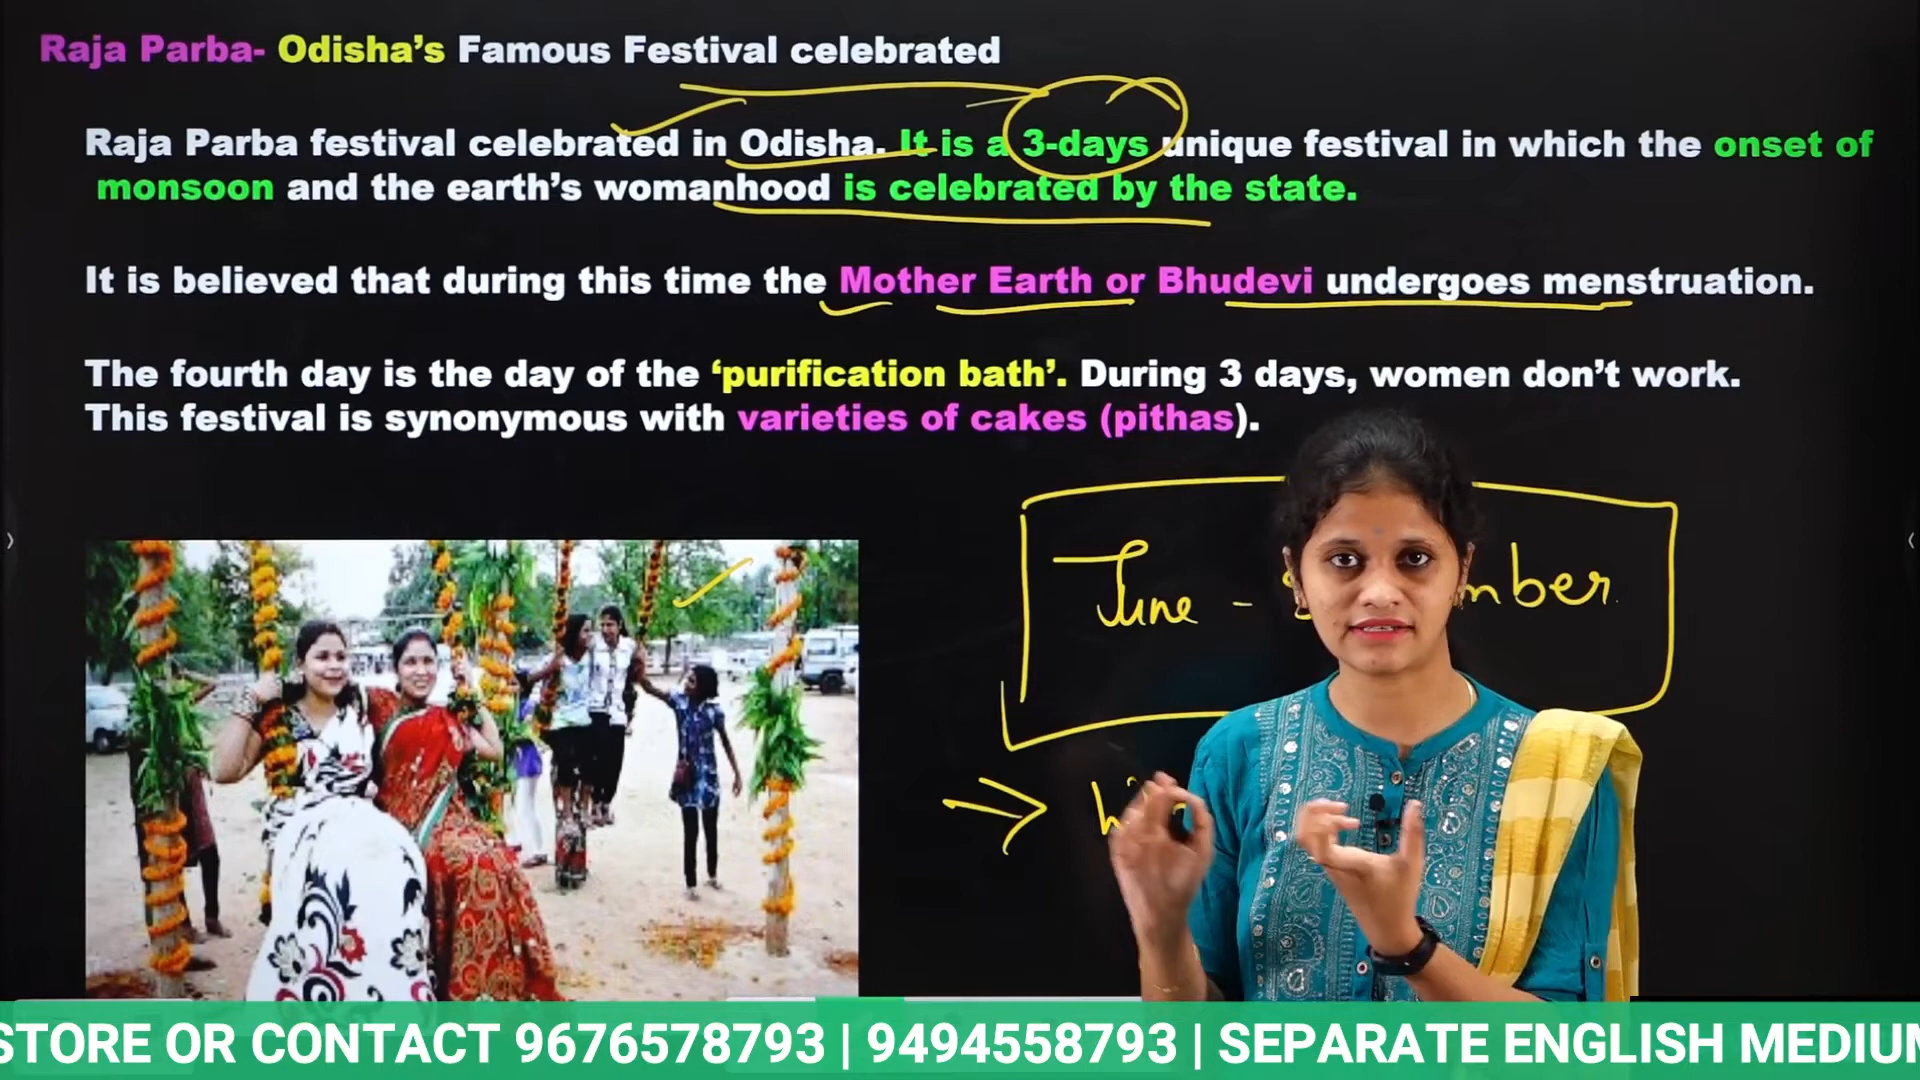 Raja Parba- Odisha’s Famous Festival celebrated
Raja Parba festival celebrated in Odisha. It is a 3-days unique festival in which the onset of
monsoon and the earth’s womanhood is celebrated by the state.
It is believed that during this time the Mother Earth or Bhudevi undergoes menstruation.
The fourth day is the day of the ‘purification bath’. During 3 days, women don’t work.
This festival is synonymous with varieties of cakes (pithas).
June -
STORE OR CONTACT 9676578793 | 9494558793 | SEPARATE ENGLISH MEDIUM